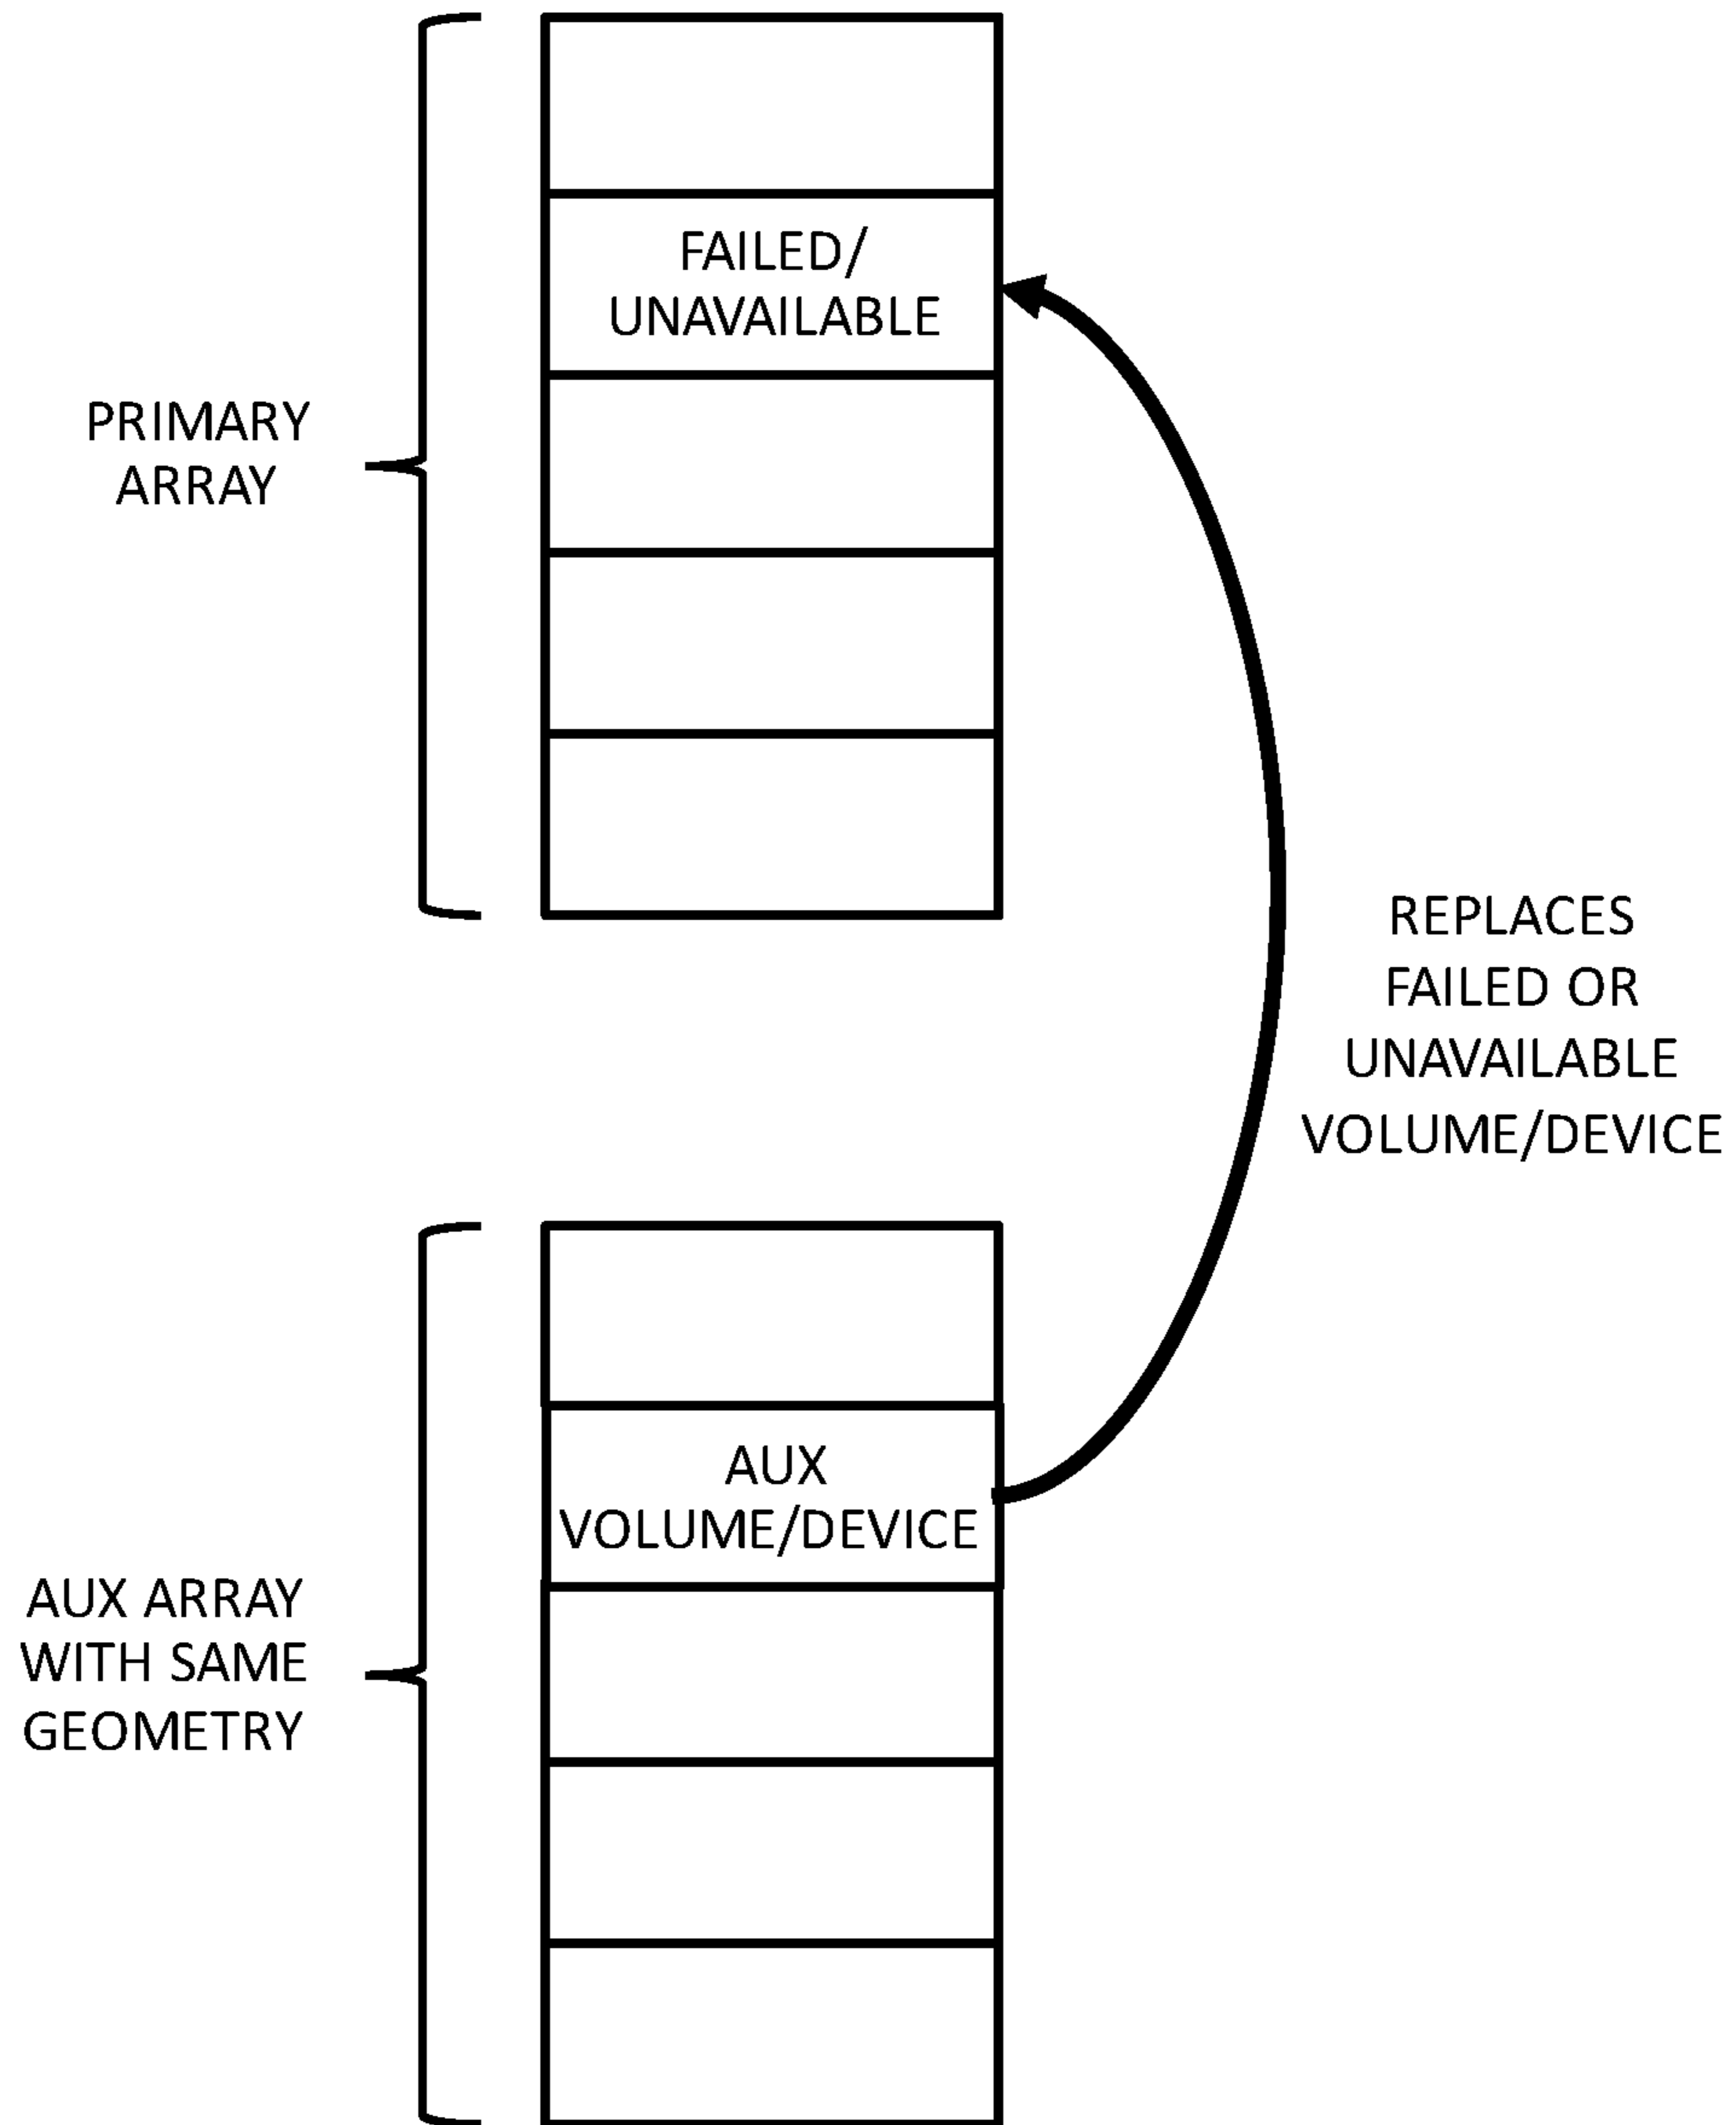 FAILED/
UNAVAILABLE
PRIMARY
ARRAY
REPLACES
FAILED OR
UNAVAILABLE
VOLUME/DEVICE
AUX
VOLUME/DEVICE
AUX ARRAY
WITH SAME
GEOMETRY